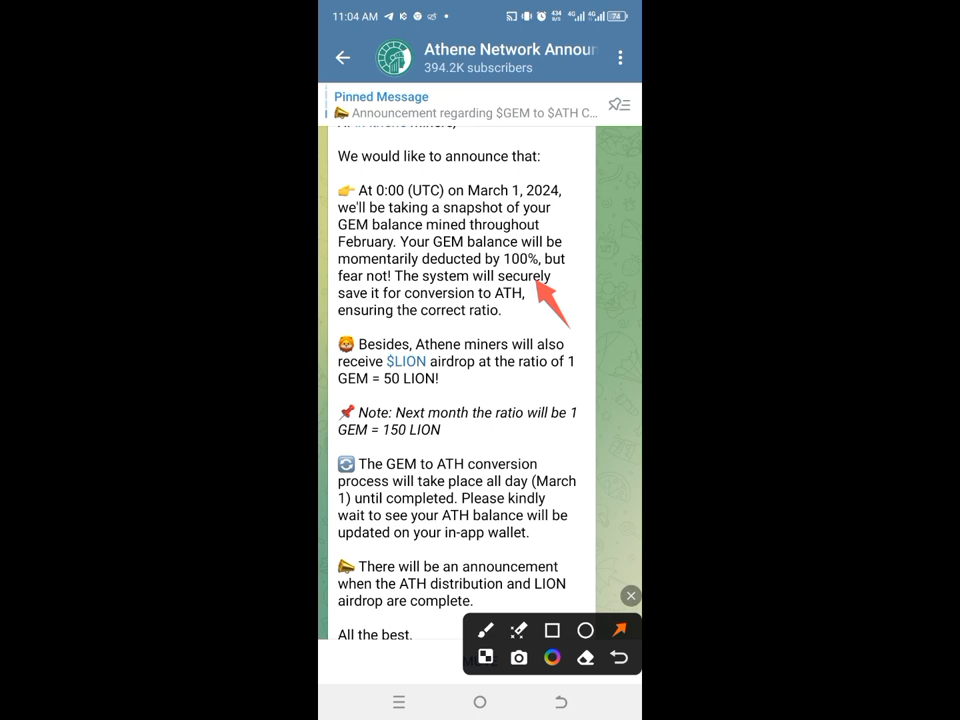 11:04 AM
434 B/S 4G 4G 74
Athene Network Announ
394.2K subscribers
Pinned Message
📣 Announcement regarding $GEM to $ATH C...
We would like to announce that:
👉 At 0:00 (UTC) on March 1, 2024,
we'll be taking a snapshot of your
GEM balance mined throughout
February. Your GEM balance will be
momentarily deducted by 100%, but
fear not! The system will securely
save it for conversion to ATH,
ensuring the correct ratio.
🦁 Besides, Athene miners will also
receive $LION airdrop at the ratio of 1
GEM = 50 LION!
📌 Note: Next month the ratio will be 1
GEM = 150 LION
🔄 The GEM to ATH conversion
process will take place all day (March
1) until completed. Please kindly
wait to see your ATH balance will be
updated on your in-app wallet.
📣 There will be an announcement
when the ATH distribution and LION
airdrop are complete.
All the best.